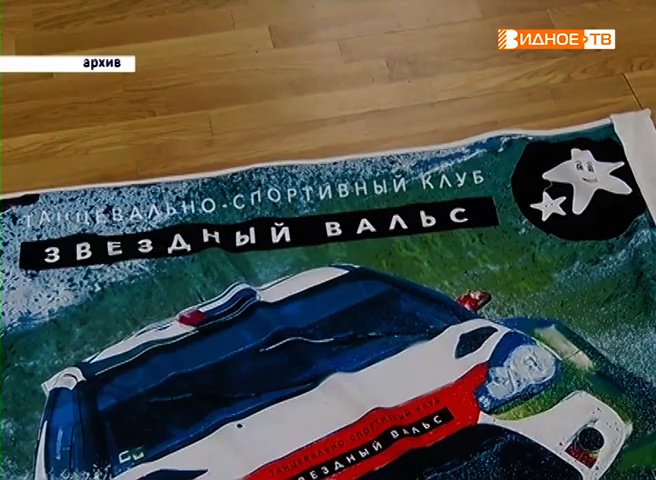 ВИДНОЕ ТВ
архив
ТАНЦЕВАЛЬНО-СПОРТИВНЫЙ КЛУБ
ЗВЕЗДНЫЙ ВАЛЬС
ТАНЦЕВАЛЬНО СПОРТИВНЫЙ КЛУБ
ЗВЕЗДНЫЙ ВАЛЬС